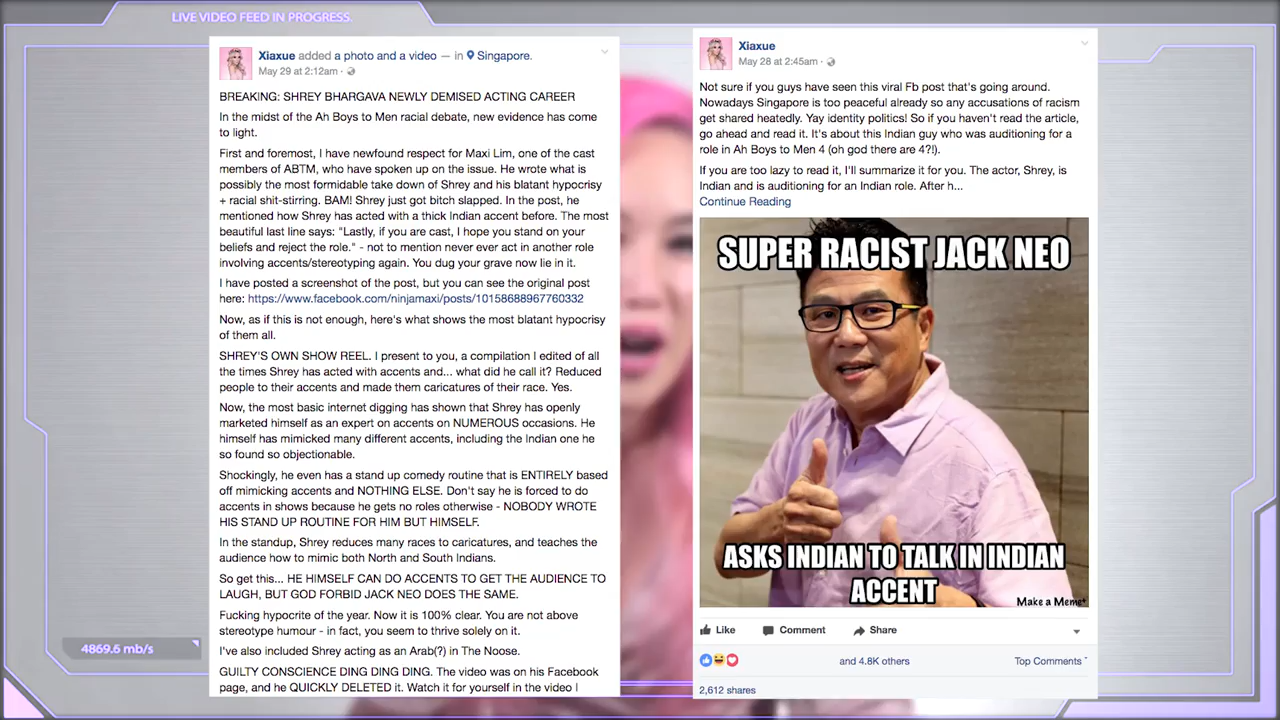 LIVE VIDEO FEED IN PROGRESS.
Xiaxue added a photo and a video — in Singapore.
May 29 at 2:12am ·
BREAKING: SHREY BHARGAVA NEWLY DEMISED ACTING CAREER
In the midst of the Ah Boys to Men racial debate, new evidence has come
to light.
First and foremost, I have newfound respect for Maxi Lim, one of the cast
members of ABTM, who have spoken up on the issue. He wrote what is
possibly the most formidable take down of Shrey and his blatant hypocrisy
+ racial shit-stirring. BAM! Shrey just got bitch slapped. In the post, he
mentioned how Shrey has acted with a thick Indian accent before. The most
beautiful last line says: "Lastly, if you are cast, I hope you stand on your
beliefs and reject the role." - not to mention never ever act in another role
involving accents/stereotyping again. You dug your grave now lie in it.
I have posted a screenshot of the post, but you can see the original post
here: https://www.facebook.com/ninjamaxi/posts/10158688967760332
Now, as if this is not enough, here's what shows the most blatant hypocrisy
of them all.
SHREY'S OWN SHOW REEL. I present to you, a compilation I edited of all
the times Shrey has acted with accents and... what did he call it? Reduced
people to their accents and made them caricatures of their race. Yes.
Now, the most basic internet digging has shown that Shrey has openly
marketed himself as an expert on accents on NUMEROUS occasions. He
himself has mimicked many different accents, including the Indian one he
so found so objectionable.
Shockingly, he even has a stand up comedy routine that is ENTIRELY based
off mimicking accents and NOTHING ELSE. Don't say he is forced to do
accents in shows because he gets no roles otherwise - NOBODY WROTE
HIS STAND UP ROUTINE FOR HIM BUT HIMSELF.
In the standup, Shrey reduces many races to caricatures, and teaches the
audience how to mimic both North and South Indians.
So get this... HE HIMSELF CAN DO ACCENTS TO GET THE AUDIENCE TO
LAUGH, BUT GOD FORBID JACK NEO DOES THE SAME.
Fucking hypocrite of the year. Now it is 100% clear. You are not above
stereotype humour - in fact, you seem to thrive solely on it.
I've also included Shrey acting as an Arab(?) in The Noose.
GUILTY CONSCIENCE DING DING DING. The video was on his Facebook
page, and he QUICKLY DELETED it. Watch it for yourself in the video I
4869.6 mb/s
Xiaxue
May 28 at 2:45am ·
Not sure if you guys have seen this viral Fb post that's going around.
Nowadays Singapore is too peaceful already so any accusations of racism
get shared heatedly. Yay identity politics! So if you haven't read the article,
go ahead and read it. It's about this Indian guy who was auditioning for a
role in Ah Boys to Men 4 (oh god there are 4?!).
If you are too lazy to read it, I'll summarize it for you. The actor, Shrey, is
Indian and is auditioning for an Indian role. After h...
Continue Reading
SUPER RACIST JACK NEO
ASKS INDIAN TO TALK IN INDIAN
ACCENT
Make a Meme+
Like Comment Share
and 4.8K others Top Comments
2,612 shares